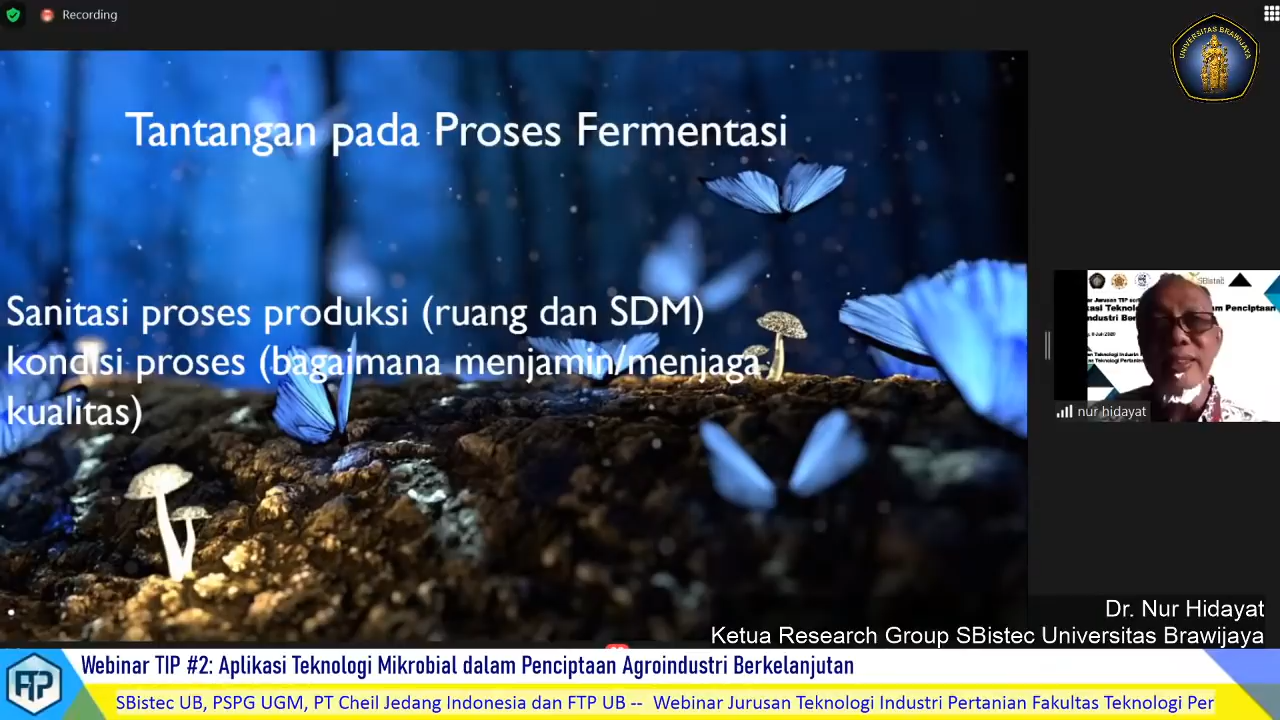 Recording
UNIVERSITAS BRAWIJAYA
Tantangan pada Proses Fermentasi
Sanitasi proses produksi (ruang dan SDM)
kondisi proses (bagaimana menjamin/menjaga
kualitas)
SBistec
nur hidayat
Dr. Nur Hidayat
Ketua Research Group SBistec Universitas Brawijaya
Webinar TIP #2: Aplikasi Teknologi Mikrobial dalam Penciptaan Agroindustri Berkelanjutan
SBistec UB, PSPG UGM, PT Cheil Jedang Indonesia dan FTP UB -- Webinar Jurusan Teknologi Industri Pertanian Fakultas Teknologi Per